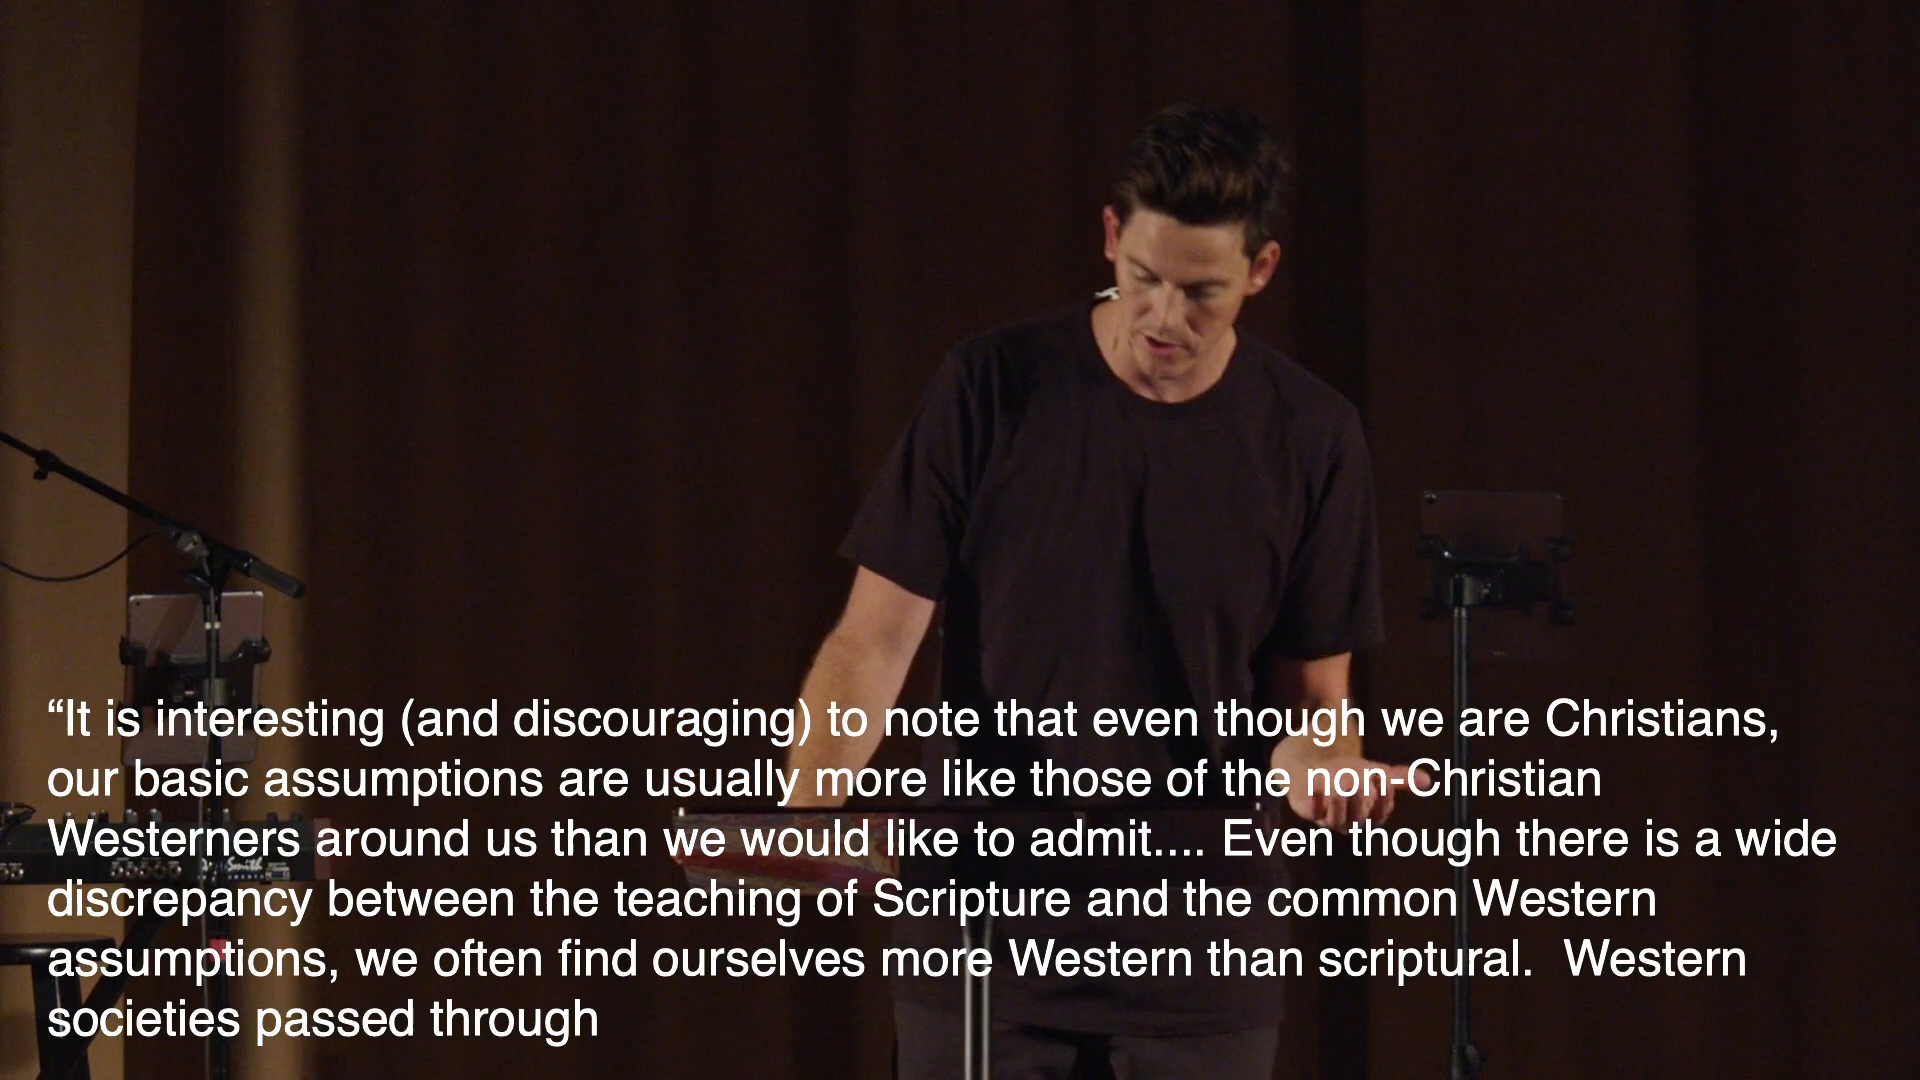 “It is interesting (and discouraging) to note that even though we are Christians,
our basic assumptions are usually more like those of the non-Christian
Westerners around us than we would like to admit.... Even though there is a wide
discrepancy between the teaching of Scripture and the common Western
assumptions, we often find ourselves more Western than scriptural.  Western
societies passed through
Smith